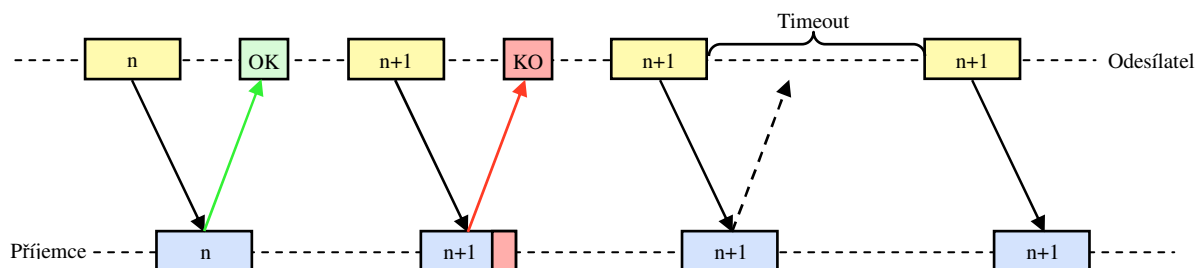 Timeout
n
OK
n+1
KO
n+1
n+1
Odesílatel
Příjemce
n
n+1
n+1
n+1